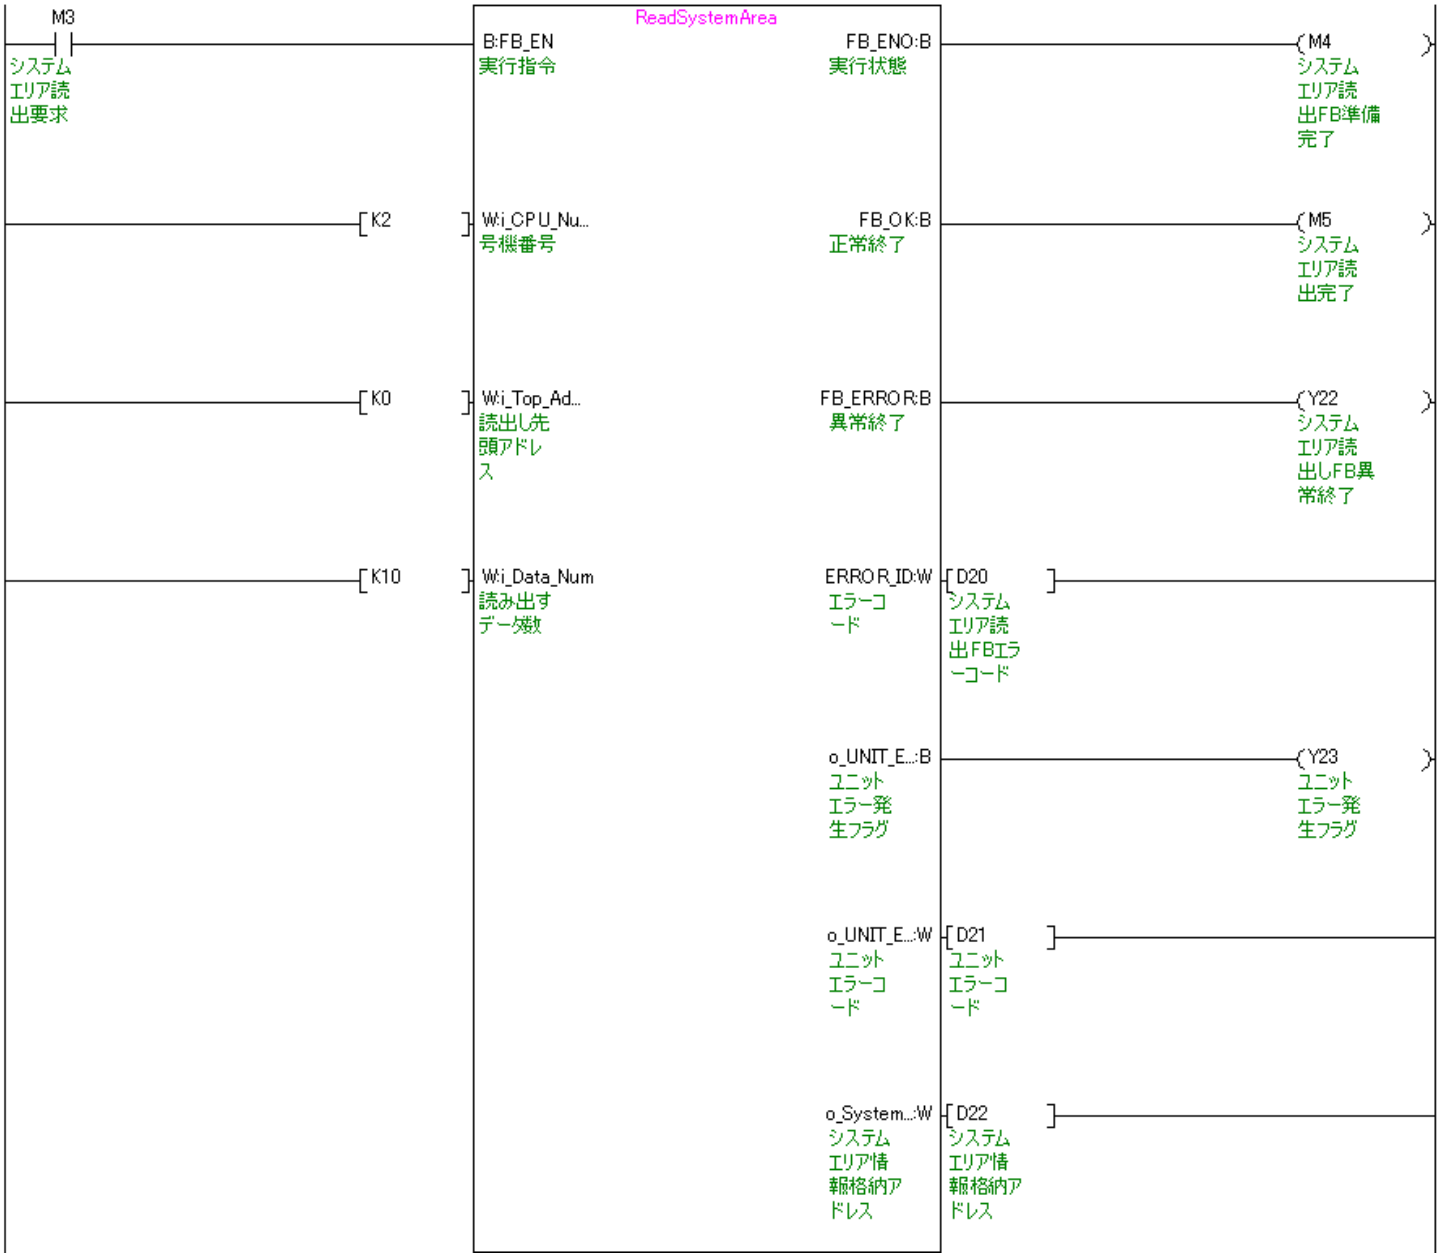 M3
システム
エリア読
出要求
ReadSystemArea
B:FB_EN
実行指令
FB_ENO:B
実行状態
M4
システム
エリア読
出FB準備
完了
K2
W:i_CPU_Nu...
号機番号
FB_OK:B
正常終了
M5
システム
エリア読
出完了
K0
W:i_Top_Ad...
読出し先
頭アドレ
ス
FB_ERROR:B
異常終了
Y22
システム
エリア読
出しFB異
常終了
K10
W:i_Data_Num
読み出す
データ数
ERROR_ID:W
エラーコ
ード
D20
システム
エリア読
出FBエラ
ーコード
o_UNIT_E...:B
ユニット
エラー発
生フラグ
Y23
ユニット
エラー発
生フラグ
o_UNIT_E...:W
ユニット
エラーコ
ード
D21
ユニット
エラーコ
ード
o_System...:W
システム
エリア情
報格納ア
ドレス
D22
システム
エリア情
報格納ア
ドレス